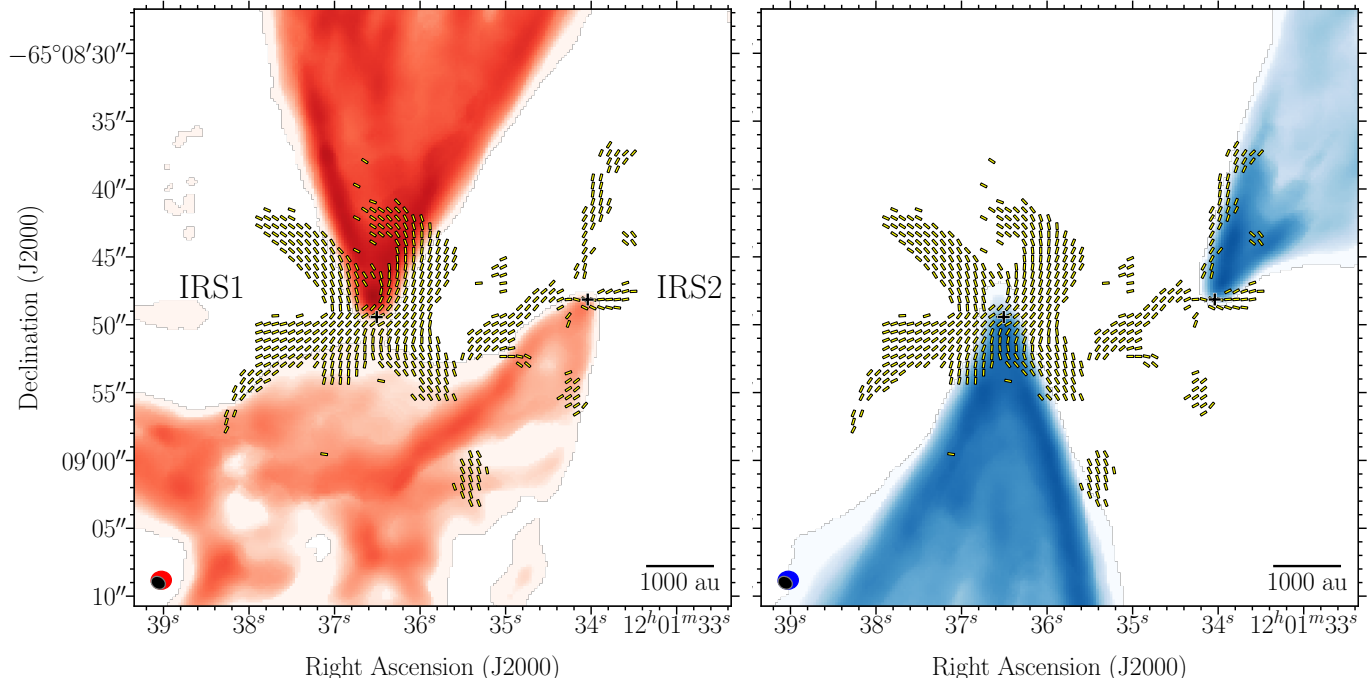 −65°08′30″
35″
40″
45″
50″
55″
09′00″
05″
10″
Declination (J2000)
IRS1
IRS2
1000 au
1000 au
39ˢ 38ˢ 37ˢ 36ˢ 35ˢ 34ˢ 12ʰ01ᵐ33ˢ
39ˢ 38ˢ 37ˢ 36ˢ 35ˢ 34ˢ 12ʰ01ᵐ33ˢ
Right Ascension (J2000)
Right Ascension (J2000)